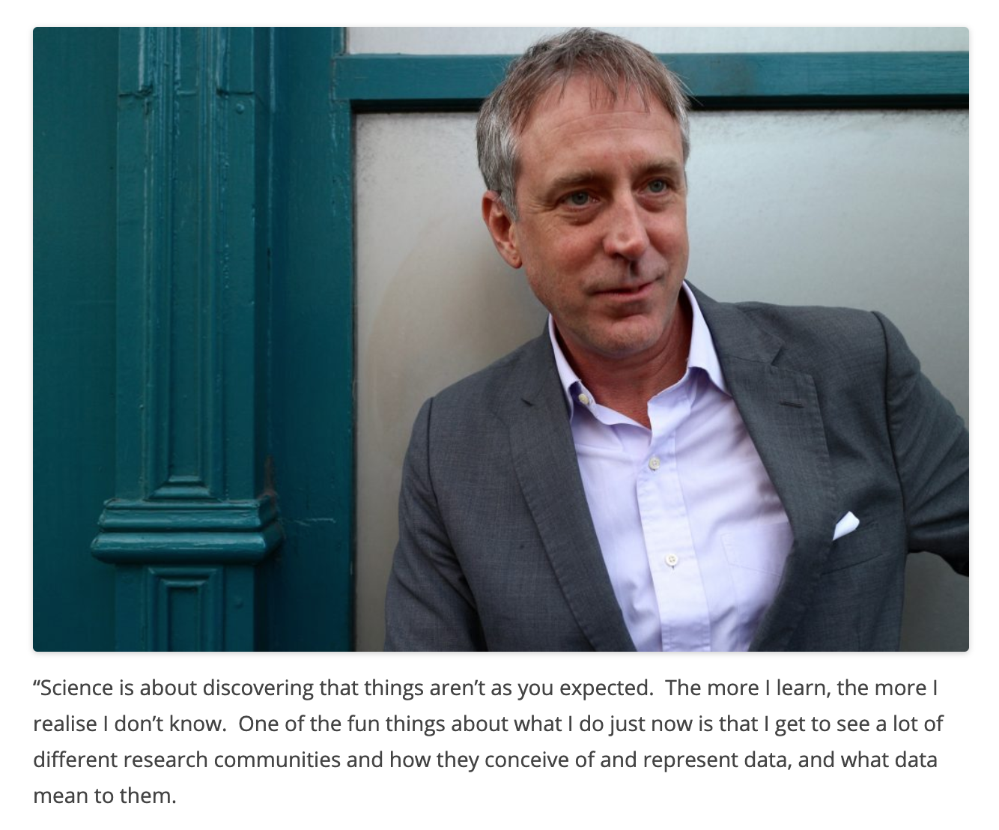 “Science is about discovering that things aren’t as you expected.  The more I learn, the more I
realise I don’t know.  One of the fun things about what I do just now is that I get to see a lot of
different research communities and how they conceive of and represent data, and what data
mean to them.